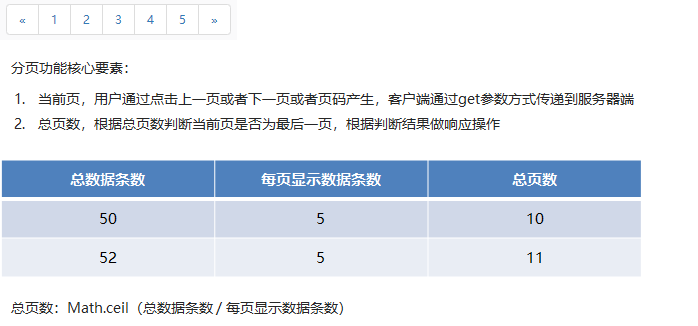 « 1 2 3 4 5 »
分页功能核心要素：
1. 当前页，用户通过点击上一页或者下一页或者页码产生，客户端通过get参数方式传递到服务器端
2. 总页数，根据总页数判断当前页是否为最后一页，根据判断结果做响应操作
总数据条数 每页显示数据条数 总页数
50 5 10
52 5 11
总页数：Math.ceil（总数据条数 / 每页显示数据条数）